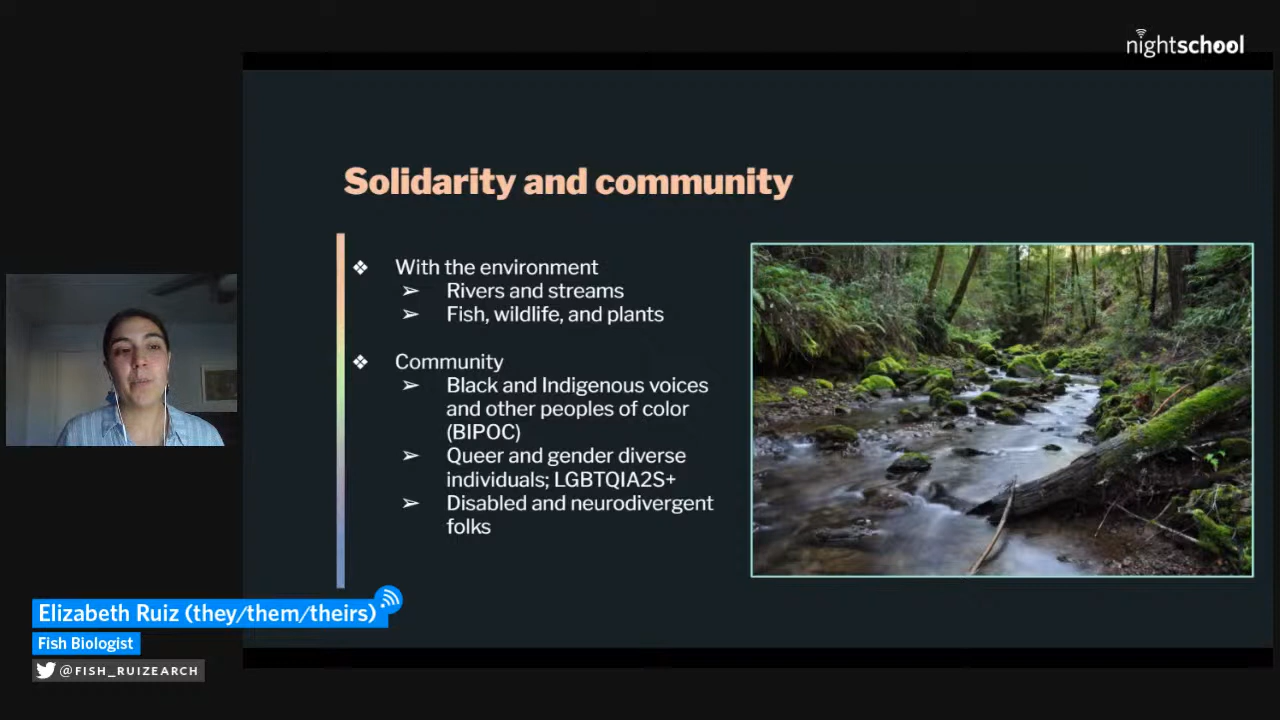 nightschool
Solidarity and community
❖ With the environment
➢ Rivers and streams
➢ Fish, wildlife, and plants
❖ Community
➢ Black and Indigenous voices
and other peoples of color
(BIPOC)
➢ Queer and gender diverse
individuals; LGBTQIA2S+
➢ Disabled and neurodivergent
folks
Elizabeth Ruiz (they/them/theirs)
Fish Biologist
@FISH_RUIZEARCH